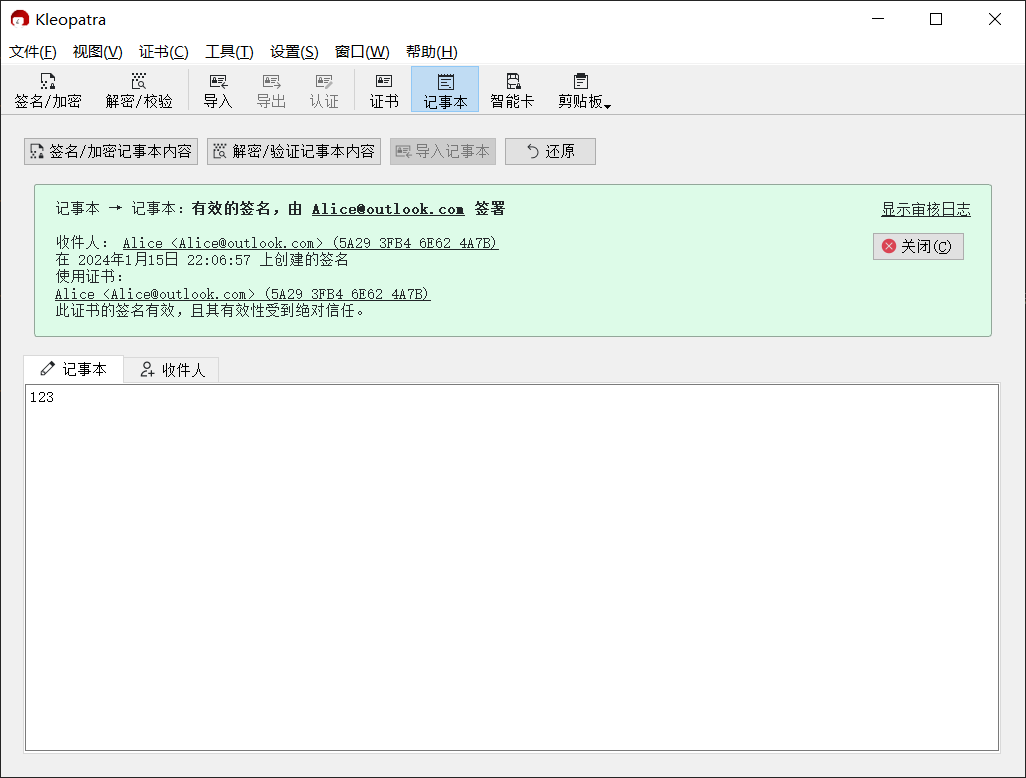 Kleopatra
文件(F) 视图(V) 证书(C) 工具(T) 设置(S) 窗口(W) 帮助(H)
签名/加密 解密/校验 导入 导出 认证 证书 记事本 智能卡 剪贴板
签名/加密记事本内容 解密/验证记事本内容 导入记事本 还原
记事本 → 记事本：有效的签名，由 Alice@outlook.com 签署 显示审核日志
收件人： Alice <Alice@outlook.com> (5A29 3FB4 6E62 4A7B) 关闭(C)
在 2024年1月15日 22:06:57 上创建的签名
使用证书：
Alice <Alice@outlook.com> (5A29 3FB4 6E62 4A7B)
此证书的签名有效，且其有效性受到绝对信任。
记事本 收件人
123